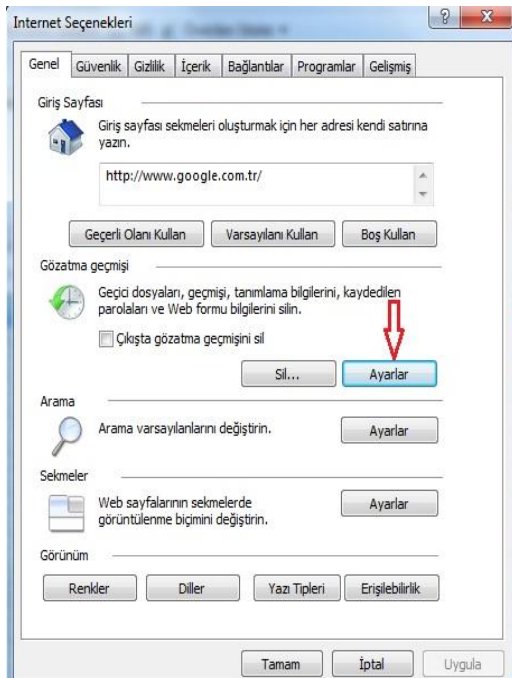 Internet Seçenekleri
Genel Güvenlik Gizlilik İçerik Bağlantılar Programlar Gelişmiş
Giriş Sayfası
Giriş sayfası sekmeleri oluşturmak için her adresi kendi satırına
yazın.
http://www.google.com.tr/
Geçerli Olanı Kullan Varsayılanı Kullan Boş Kullan
Gözatma geçmişi
Geçici dosyaları, geçmişi, tanımlama bilgilerini, kaydedilen
parolaları ve Web formu bilgilerini silin.
Çıkışta gözatma geçmişini sil
Sil... Ayarlar
Arama
Arama varsayılanlarını değiştirin. Ayarlar
Sekmeler
Web sayfalarının sekmelerde
görüntülenme biçimini değiştirin. Ayarlar
Görünüm
Renkler Diller Yazı Tipleri Erişilebilirlik
Tamam İptal Uygula